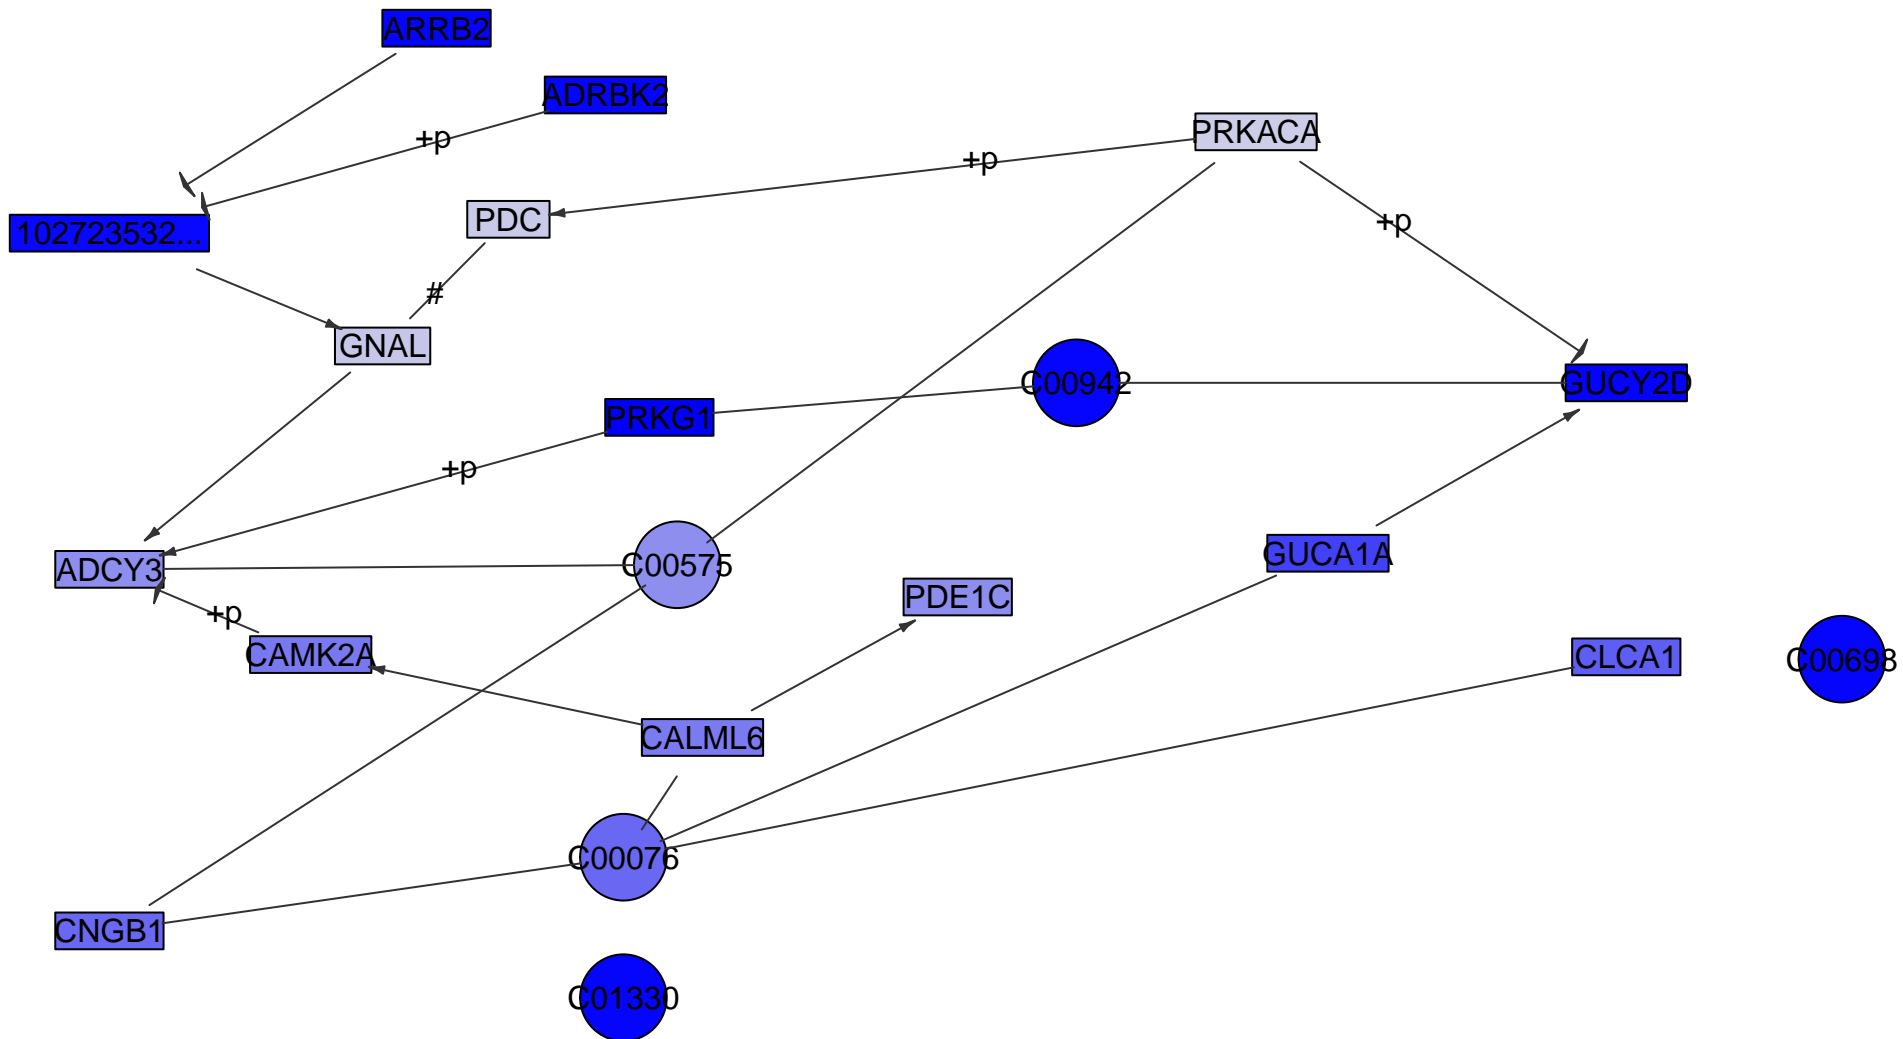 ARRB2
ADRBK2
+p
PRKACA
+p
102723532...
PDC
+p
#
GNAL
C00942
GUCY2D
PRKG1
+p
ADCY3
C00575
GUCA1A
PDE1C
+p
CAMK2A
CLCA1
C00698
CALML6
C00076
CNGB1
C01330